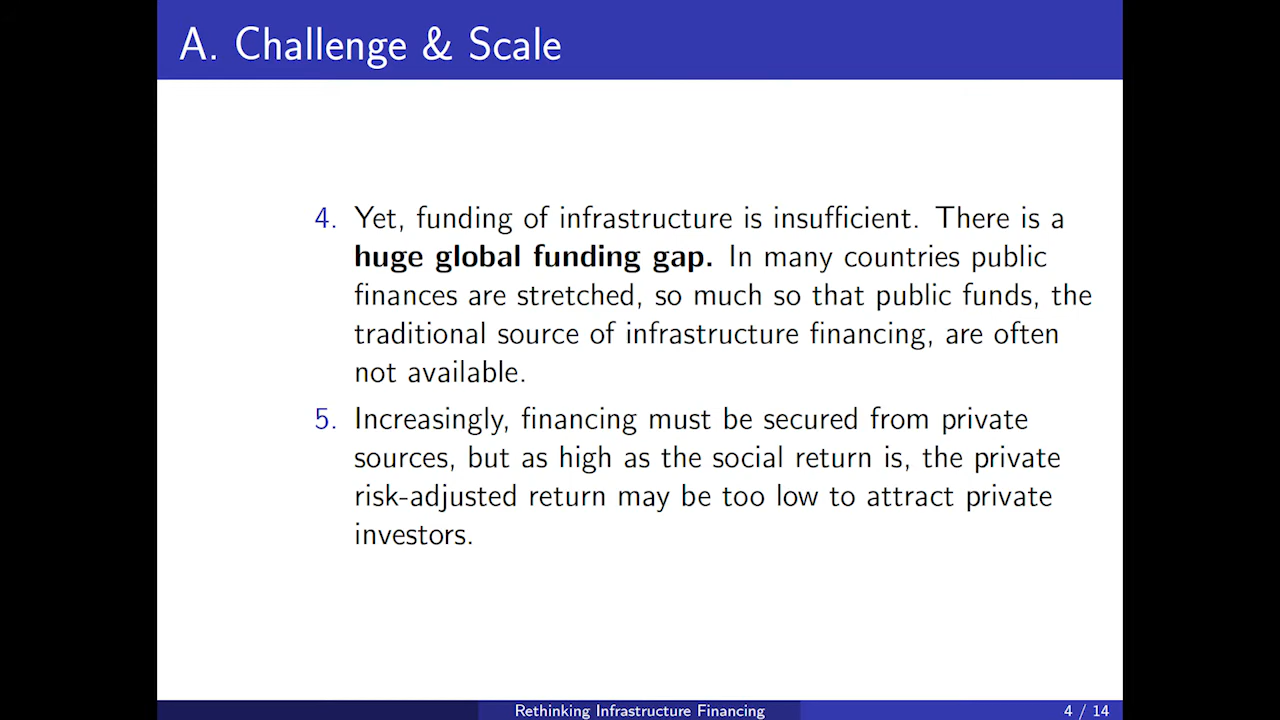 A. Challenge & Scale
4. Yet, funding of infrastructure is insufficient. There is a
huge global funding gap. In many countries public
finances are stretched, so much so that public funds, the
traditional source of infrastructure financing, are often
not available.
5. Increasingly, financing must be secured from private
sources, but as high as the social return is, the private
risk-adjusted return may be too low to attract private
investors.
Rethinking Infrastructure Financing
4 / 14